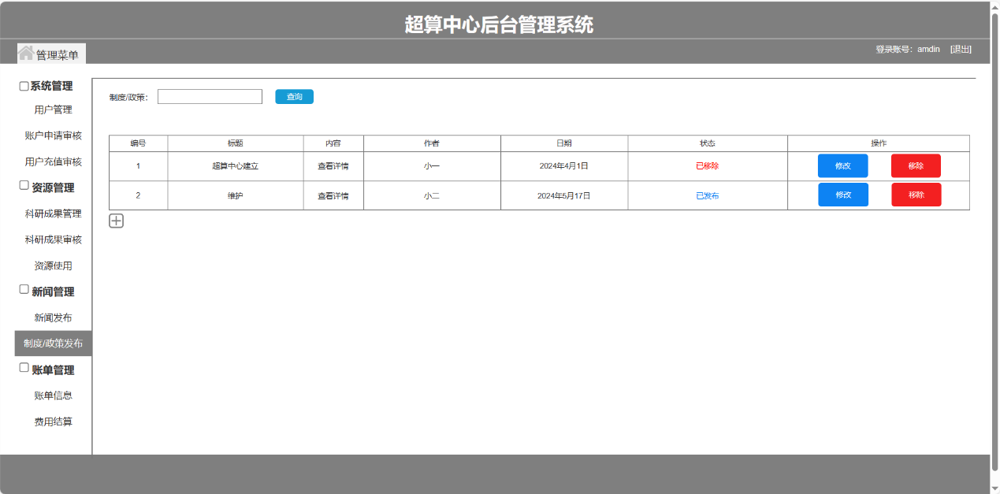 超算中心后台管理系统
管理菜单
登录账号：amdin [退出]
系统管理
用户管理
账户申请审核
用户充值审核
资源管理
科研成果管理
科研成果审核
资源使用
新闻管理
新闻发布
制度/政策发布
账单管理
账单信息
费用结算
制度/政策： 查询
编号 标题 内容 作者 日期 状态 操作
1 超算中心建立 查看详情 小一 2024年4月1日 已移除 修改 移除
2 维护 查看详情 小二 2024年5月17日 已发布 修改 移除